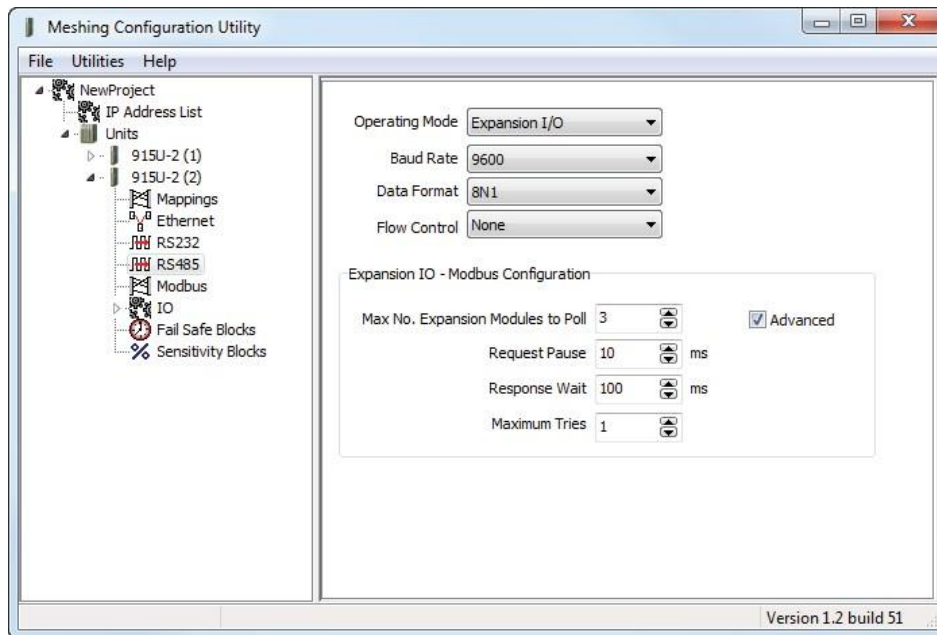 Meshing Configuration Utility
File Utilities Help
NewProject
IP Address List
Units
915U-2 (1)
915U-2 (2)
Mappings
Ethernet
RS232
RS485
Modbus
IO
Fail Safe Blocks
Sensitivity Blocks
Operating Mode Expansion I/O
Baud Rate 9600
Data Format 8N1
Flow Control None
Expansion IO - Modbus Configuration
Max No. Expansion Modules to Poll 3 Advanced
Request Pause 10 ms
Response Wait 100 ms
Maximum Tries 1
Version 1.2 build 51